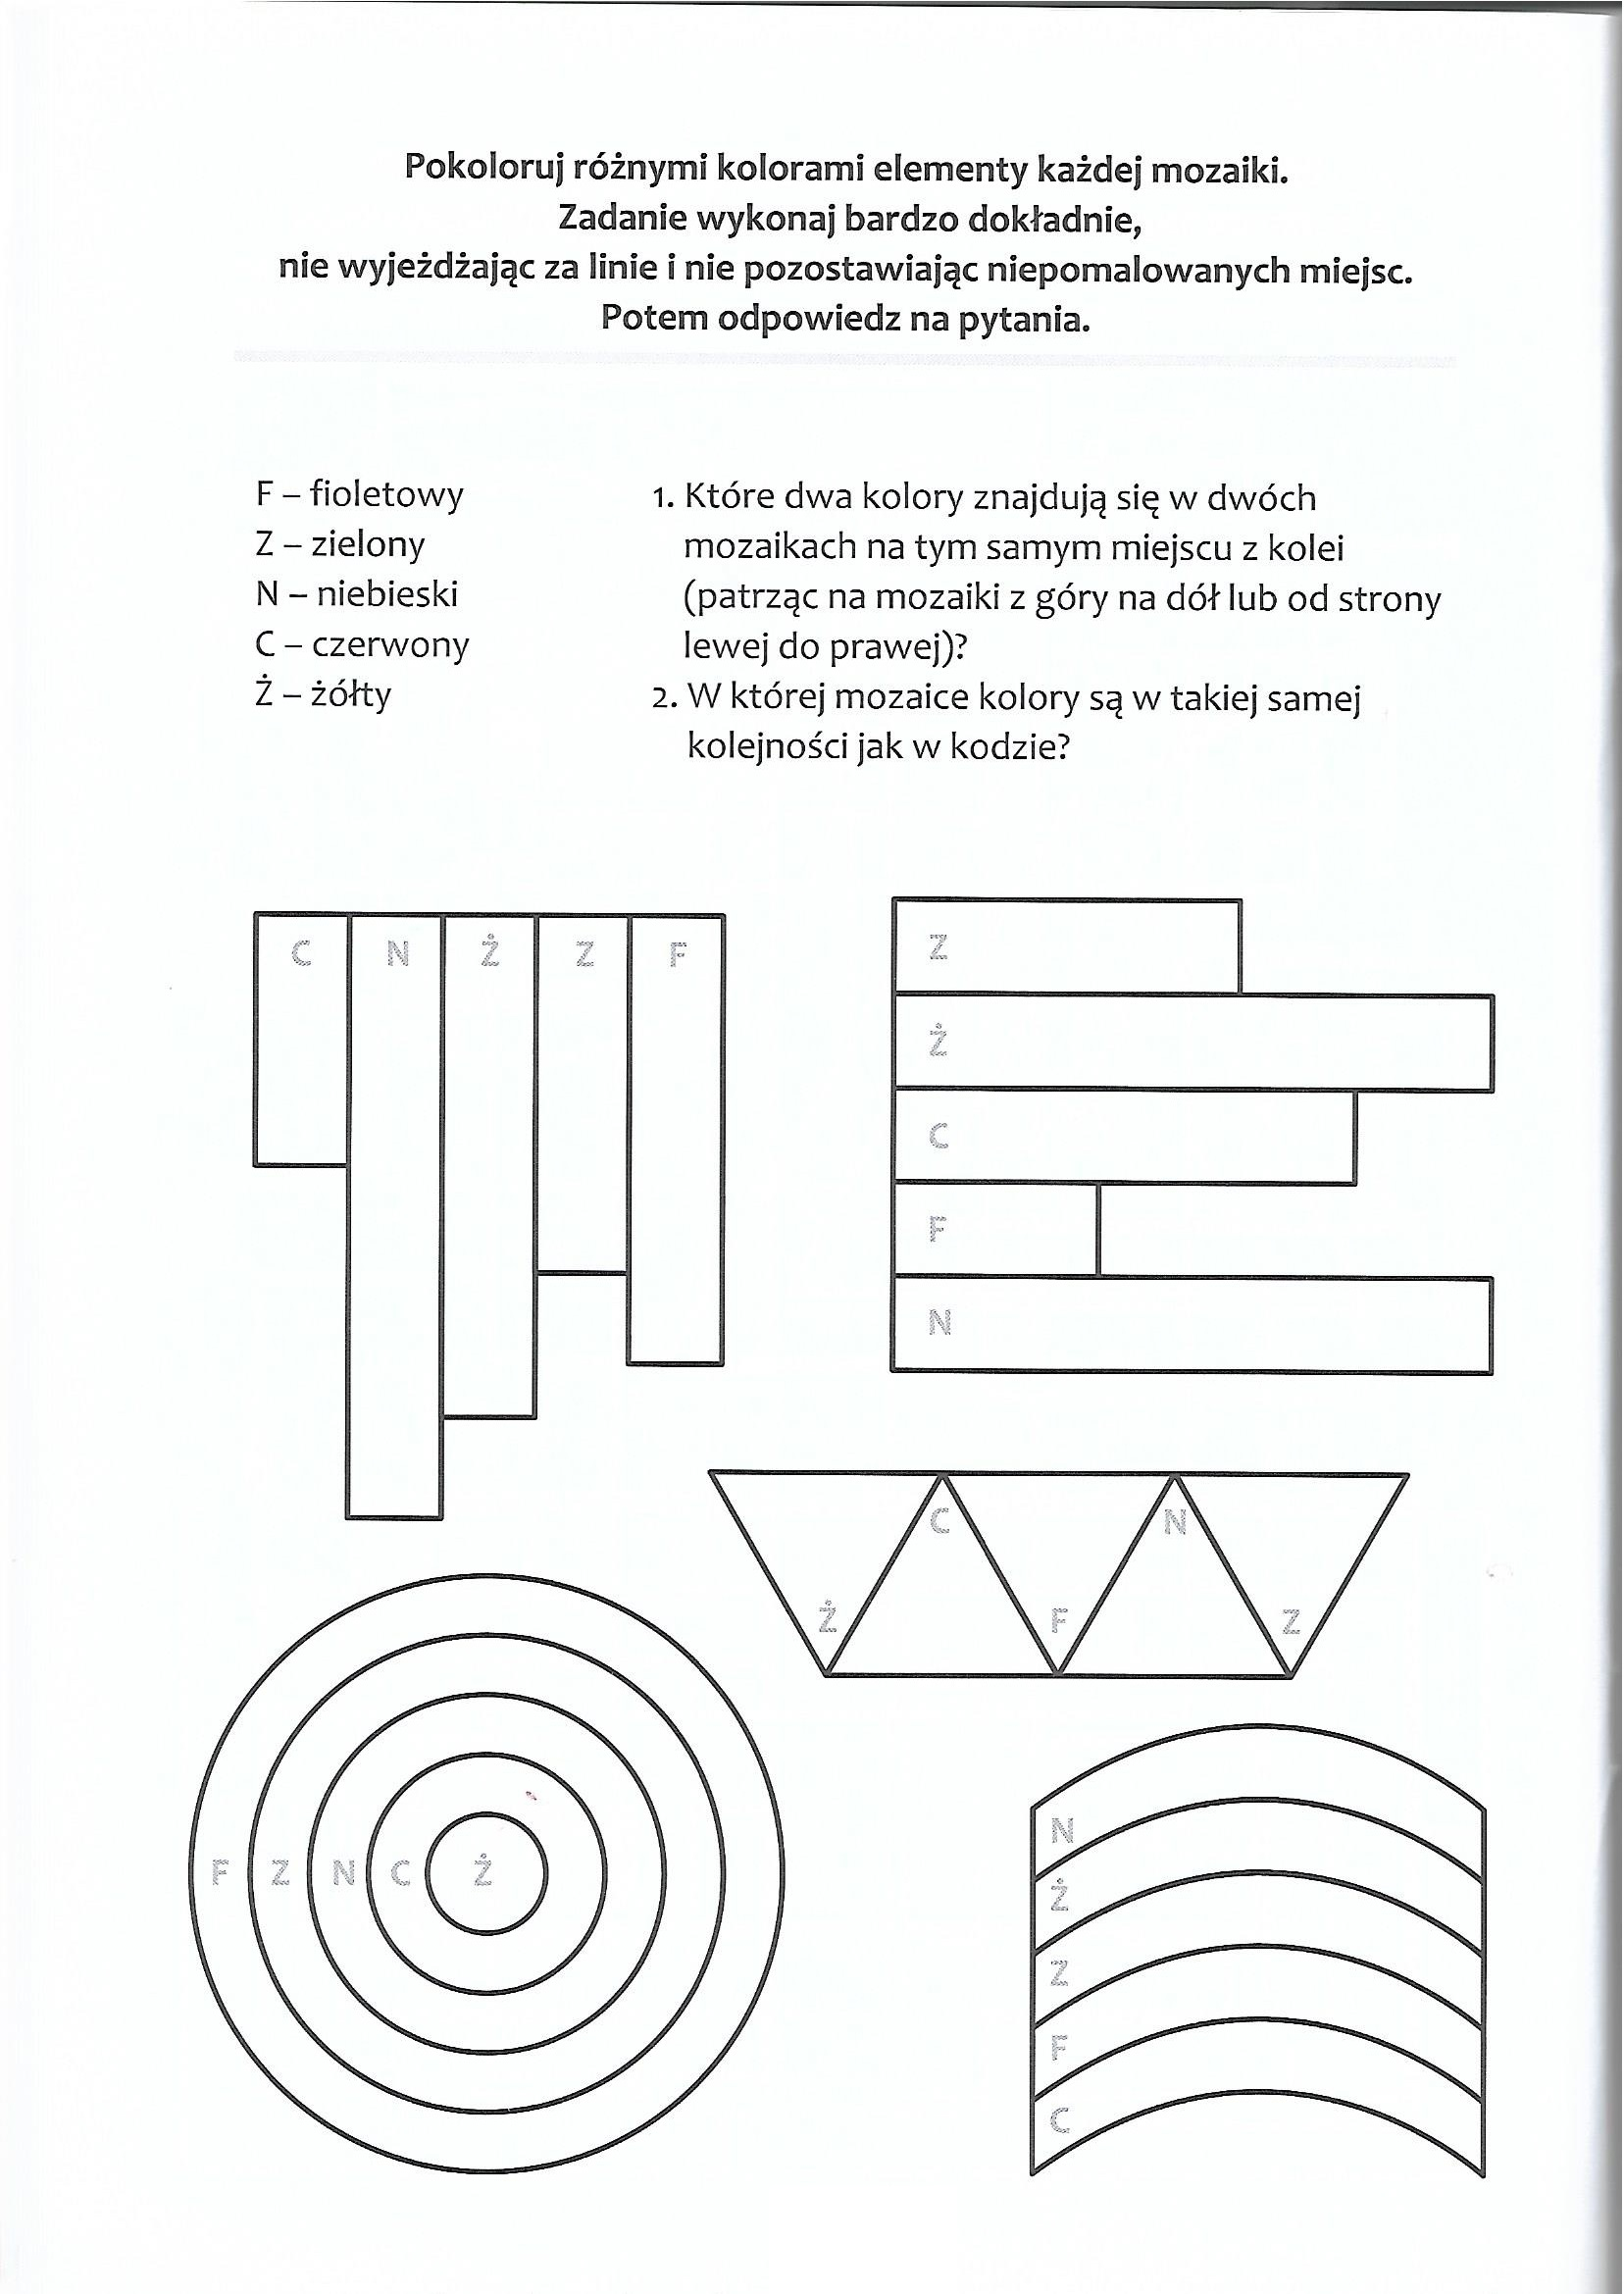 Pokoloruj różnymi kolorami elementy każdej mozaiki.
Zadanie wykonaj bardzo dokładnie,
nie wyjeżdżając za linie i nie pozostawiając niepomalowanych miejsc.
Potem odpowiedz na pytania.
F – fioletowy
Z – zielony
N – niebieski
C – czerwony
Ż – żółty
1. Które dwa kolory znajdują się w dwóch
mozaikach na tym samym miejscu z kolei
(patrząc na mozaiki z góry na dół lub od strony
lewej do prawej)?
2. W której mozaice kolory są w takiej samej
kolejności jak w kodzie?
C N Ż Z F
Z
Ż
C
F
N
C N
Ż F Z
F Z N C Ż
N
Ż
Z
F
C